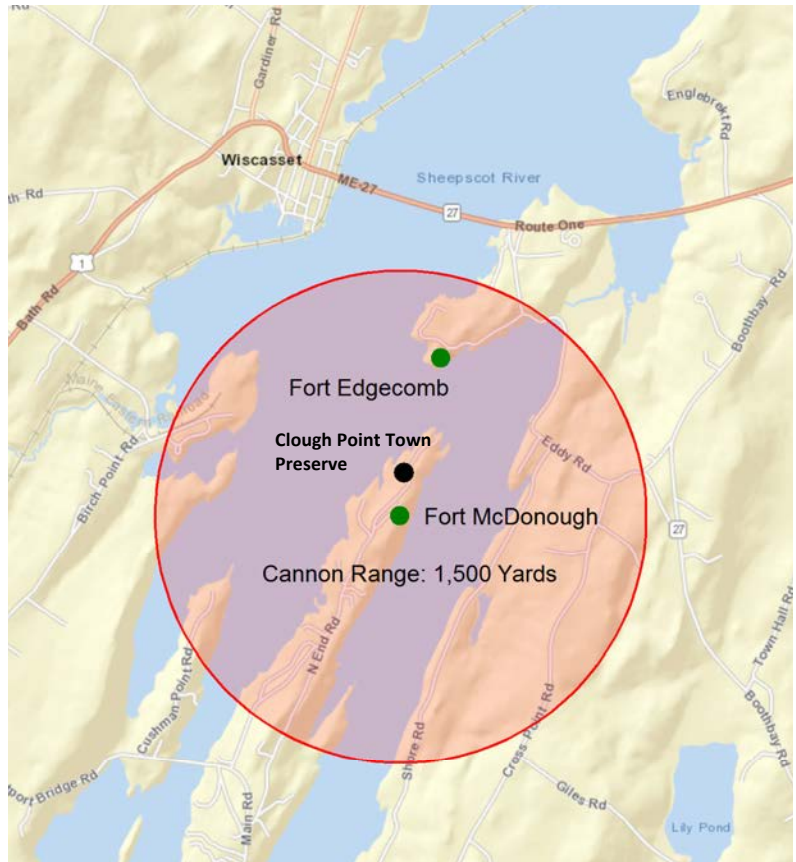 Gardiner Rd
Englebrekt Rd
Wiscasset
ME-27
Sheepscot River
27
Route One
th Rd
1
Bath Rd
Boothbay Rd
Fort Edgecomb
Maine Eastern Railroad
Clough Point Town
Preserve
Eddy Rd
Birch Point Rd
Fort McDonough
27
Cannon Range: 1,500 Yards
N End Rd
Town Hall Rd
Cushman Point Rd
Shore Rd
Cross Point Rd
Boothbay Rd
port Bridge Rd
Main Rd
Giles Rd
Lily Pond